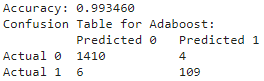 Accuracy: 0.993460
Confusion Table for Adaboost:
Predicted 0 Predicted 1
Actual 0 1410 4
Actual 1 6 109